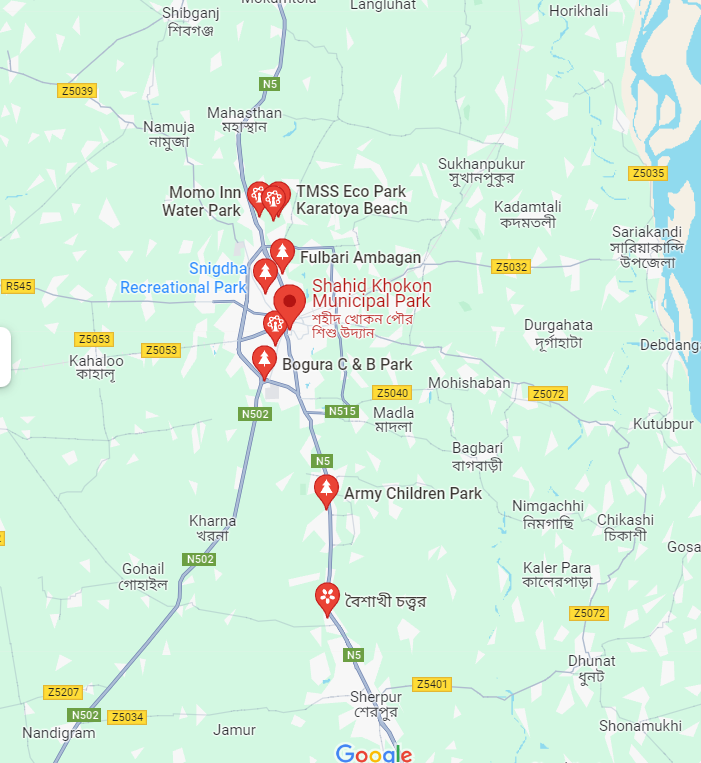 Mokamtola
Langluhat
Shibganj
শিবগঞ্জ
Horikhali
N5
Z5039
Mahasthan
মহাস্থান
Namuja
নামুজা
Sukhanpukur
সুখানপুকুর
Z5035
Momo Inn
Water Park
TMSS Eco Park
Karatoya Beach
Kadamtali
কদমতলী
Sariakandi
সারিয়াকান্দি
উপজেলা
Fulbari Ambagan
Z5032
Snigdha
Recreational Park
R545
Shahid Khokon
Municipal Park
শহীদ খোকন পৌর
শিশু উদ্যান
Durgahata
দূর্গাহাটা
Z5053
Z5053
Debdanga
Kahaloo
কাহালূ
Bogura C & B Park
Mohishaban
Z5040
Z5072
N502
N515
Madla
মাদলা
Kutubpur
Bagbari
বাগবাড়ী
N5
Army Children Park
Nimgachhi
নিমগাছি
Chikashi
চিকাশী
Kharna
খরনা
Gosa
N502
Gohail
গোহাইল
Kaler Para
কালেরপাড়া
বৈশাখী চত্ত্বর
Z5072
N5
Dhunat
ধুনট
Z5401
Z5207
Sherpur
শেরপুর
N502
Z5034
Nandigram
Jamur
Shonamukhi
Google